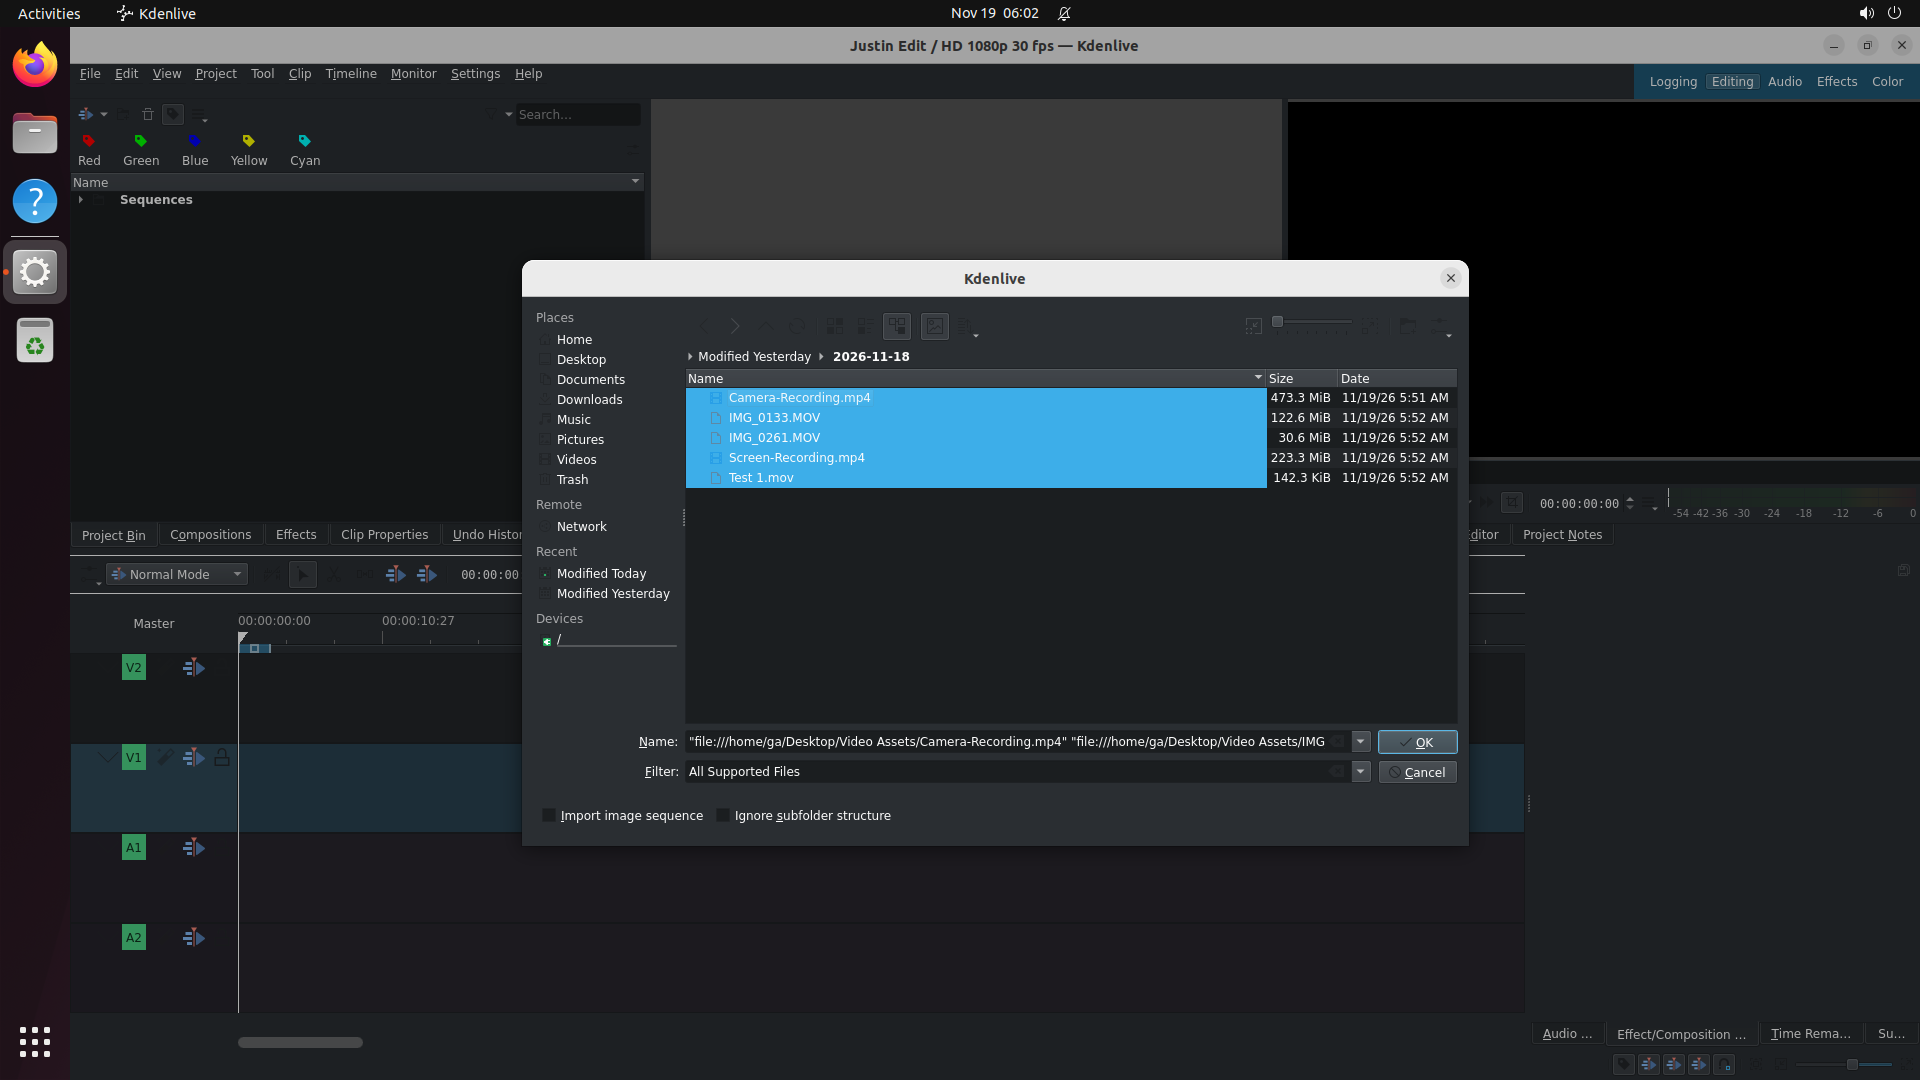 Activities
Kdenlive
Nov 19 06:02
Justin Edit / HD 1080p 30 fps — Kdenlive
File Edit View Project Tool Clip Timeline Monitor Settings Help
Logging Editing Audio Effects Color
Search...
Red Green Blue Yellow Cyan
Name
Sequences
Kdenlive
Places
Home
Desktop
Documents
Downloads
Music
Pictures
Videos
Trash
Remote
Network
Recent
Modified Today
Modified Yesterday
Devices
/
Modified Yesterday 2026-11-18
Name Size Date
Camera-Recording.mp4 473.3 MiB 11/19/26 5:51 AM
IMG_0133.MOV 122.6 MiB 11/19/26 5:52 AM
IMG_0261.MOV 30.6 MiB 11/19/26 5:52 AM
Screen-Recording.mp4 223.3 MiB 11/19/26 5:52 AM
Test 1.mov 142.3 KiB 11/19/26 5:52 AM
Name: "file:///home/ga/Desktop/Video Assets/Camera-Recording.mp4" "file:///home/ga/Desktop/Video Assets/IMG
OK
Filter: All Supported Files
Cancel
Import image sequence
Ignore subfolder structure
00:00:00:00
-54 -42 -36 -30 -24 -18 -12 -6 0
Project Bin Compositions Effects Clip Properties Undo Histor
ditor Project Notes
Normal Mode
00:00:00
Master
00:00:00:00
00:00:10:27
V2
V1
A1
A2
Audio ... Effect/Composition ... Time Rema... Su...